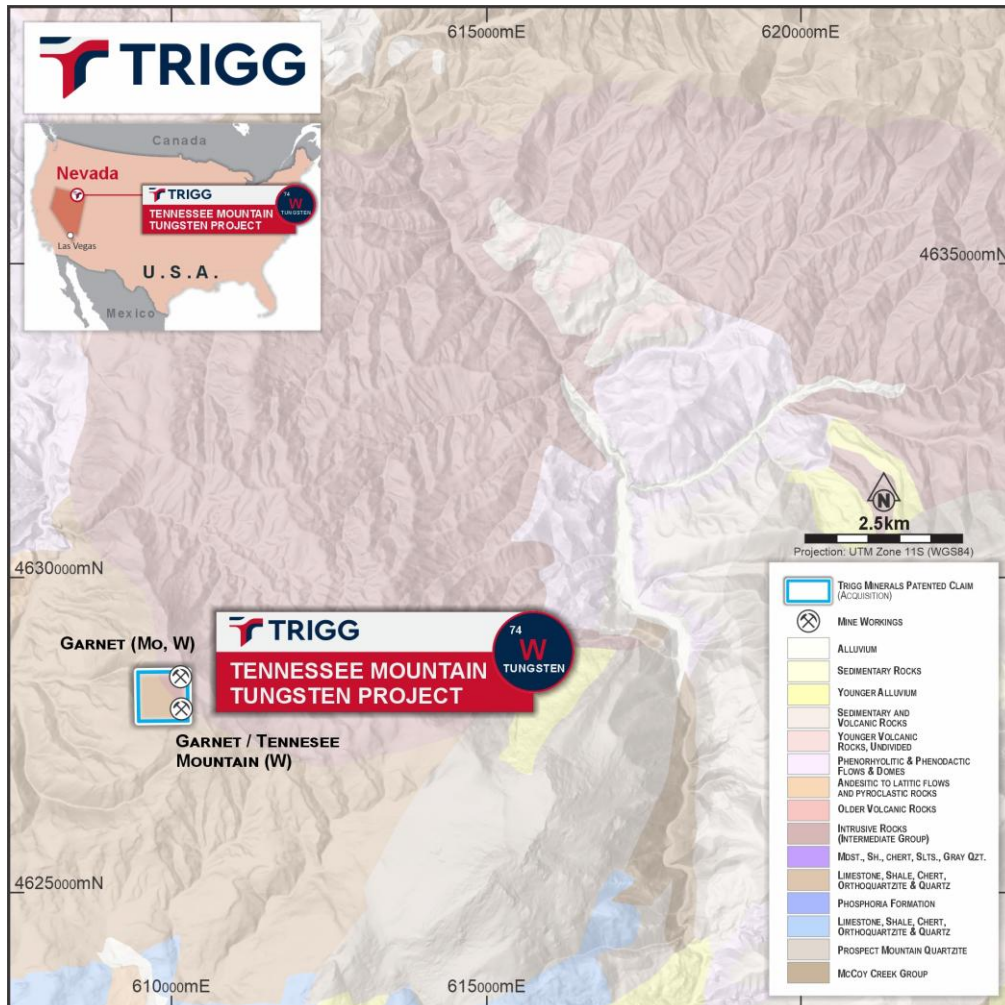 615000mE
620000mE
TRIGG
Canada
Nevada
TRIGG
TENNESSEE MOUNTAIN
TUNGSTEN PROJECT
74
W
TUNGSTEN
Las Vegas
U.S.A.
Mexico
4635000mN
N
2.5km
Projection: UTM Zone 11S (WGS84)
4630000mN
GARNET (MO, W)
TRIGG
TENNESSEE MOUNTAIN
TUNGSTEN PROJECT
74
W
TUNGSTEN
GARNET / TENNESEE
MOUNTAIN (W)
TRIGG MINERALS PATENTED CLAIM
(ACQUISITION)
MINE WORKINGS
ALLUVIUM
SEDIMENTARY ROCKS
YOUNGER ALLUVIUM
SEDIMENTARY AND
VOLCANIC ROCKS
YOUNGER VOLCANIC
ROCKS, UNDIVIDED
PHENORHYOLITIC & PHENODACTIC
FLOWS & DOMES
ANDESITIC TO LATITIC FLOWS
AND PYROCLASTIC ROCKS
OLDER VOLCANIC ROCKS
INTRUSIVE ROCKS
(INTERMEDIATE GROUP)
MDST., SH., CHERT, SLTS., GRAY QZT.
LIMESTONE, SHALE, CHERT,
ORTHOQUARTZITE & QUARTZ
PHOSPHORIA FORMATION
LIMESTONE, SHALE, CHERT,
ORTHOQUARTZITE & QUARTZ
PROSPECT MOUNTAIN QUARTZITE
MCCOY CREEK GROUP
4625000mN
610000mE
615000mE